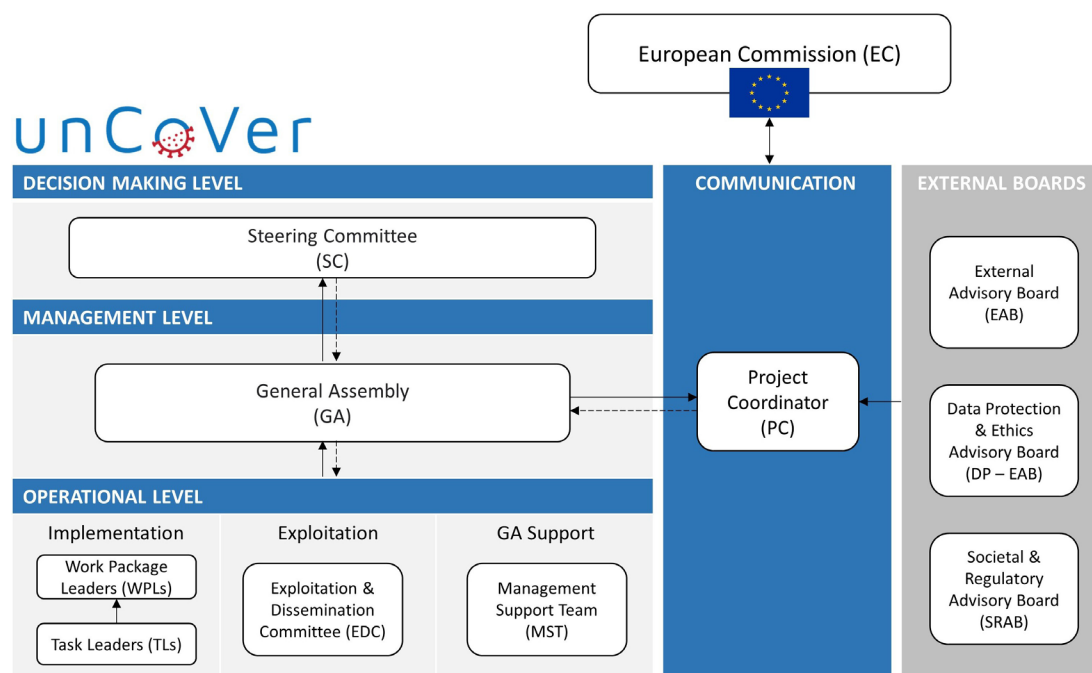 European Commission (EC)
unCoVer
DECISION MAKING LEVEL
Steering Committee
(SC)
MANAGEMENT LEVEL
General Assembly
(GA)
OPERATIONAL LEVEL
Implementation
Work Package
Leaders (WPLs)
Task Leaders (TLs)
Exploitation
Exploitation &
Dissemination
Committee (EDC)
GA Support
Management
Support Team
(MST)
COMMUNICATION
Project
Coordinator
(PC)
EXTERNAL BOARDS
External
Advisory Board
(EAB)
Data Protection
& Ethics
Advisory Board
(DP – EAB)
Societal &
Regulatory
Advisory Board
(SRAB)